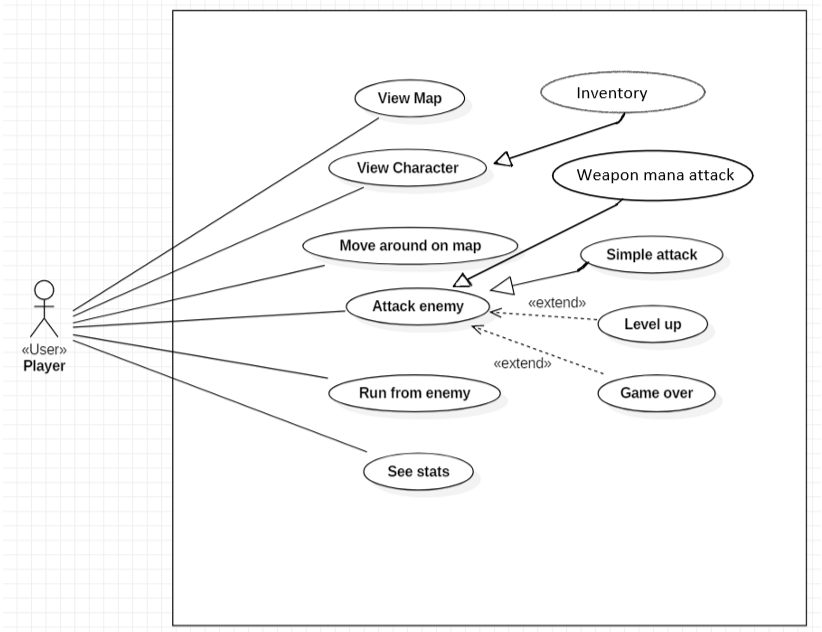 View Map
Inventory
View Character
Weapon mana attack
Move around on map
Simple attack
Attack enemy
«extend»
Level up
«User»
Player
«extend»
Run from enemy
Game over
See stats